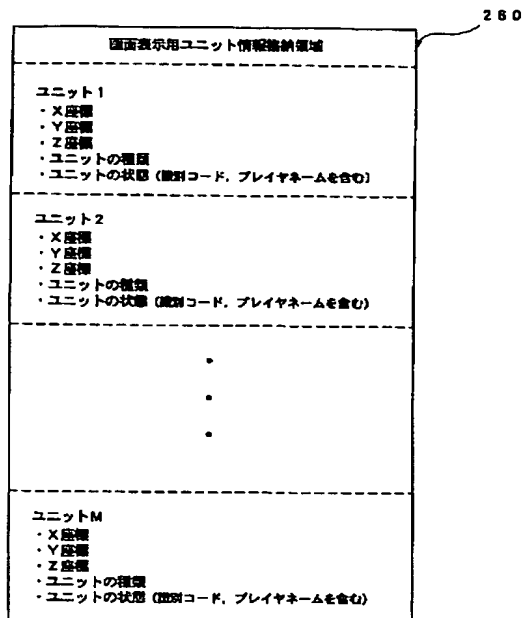 260
画面表示用ユニット情報格納領域
ユニット1
・X座標
・Y座標
・Z座標
・ユニットの種類
・ユニットの状態(識別コード,プレイヤネームを含む)
ユニット2
・X座標
・Y座標
・Z座標
・ユニットの種類
・ユニットの状態(識別コード,プレイヤネームを含む)
ユニットM
・X座標
・Y座標
・Z座標
・ユニットの種類
・ユニットの状態(識別コード,プレイヤネームを含む)